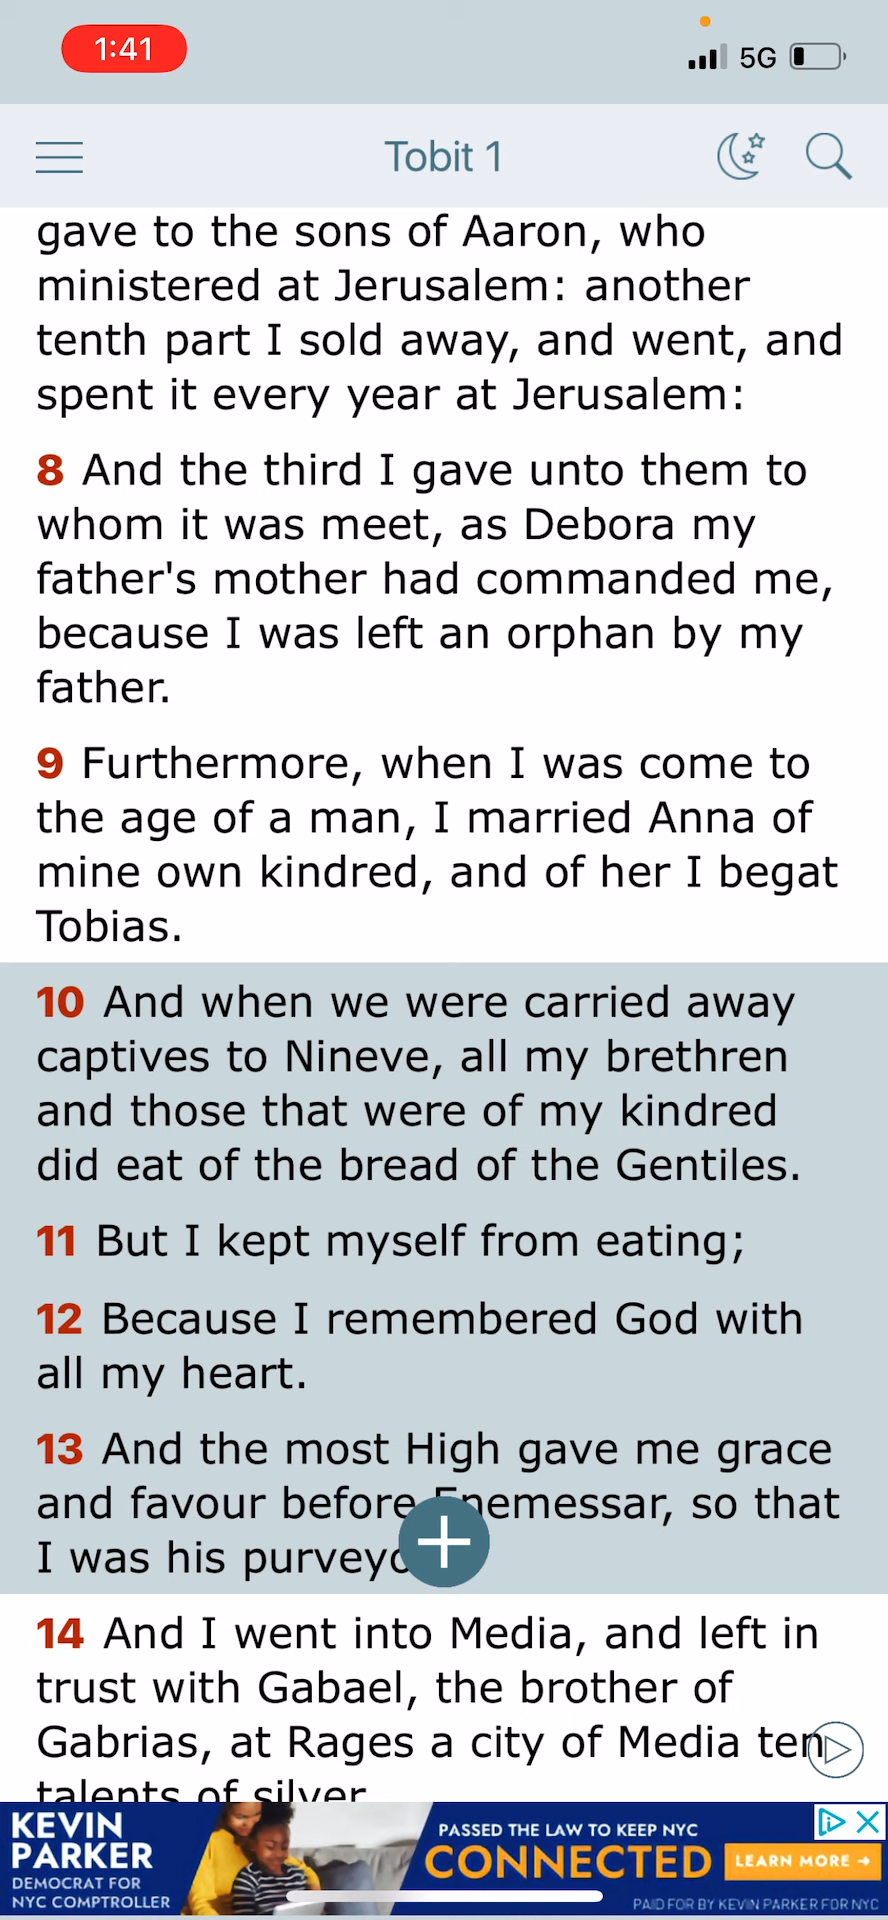 1:41
5G
Tobit 1
gave to the sons of Aaron, who
ministered at Jerusalem: another
tenth part I sold away, and went, and
spent it every year at Jerusalem:
8 And the third I gave unto them to
whom it was meet, as Debora my
father's mother had commanded me,
because I was left an orphan by my
father.
9 Furthermore, when I was come to
the age of a man, I married Anna of
mine own kindred, and of her I begat
Tobias.
10 And when we were carried away
captives to Nineve, all my brethren
and those that were of my kindred
did eat of the bread of the Gentiles.
11 But I kept myself from eating;
12 Because I remembered God with
all my heart.
13 And the most High gave me grace
and favour before Enemessar, so that
I was his
14 And I went into Media, and left in
trust with Gabael, the brother of
Gabrias, at Rages a city of Media ten
talents of silver
KEVIN
PARKER
DEMOCRAT FOR
NYC COMPTROLLER
PASSED THE LAW TO KEEP NYC
CONNECTED
LEARN MORE
PAID FOR BY KEVIN PARKER FOR NYC